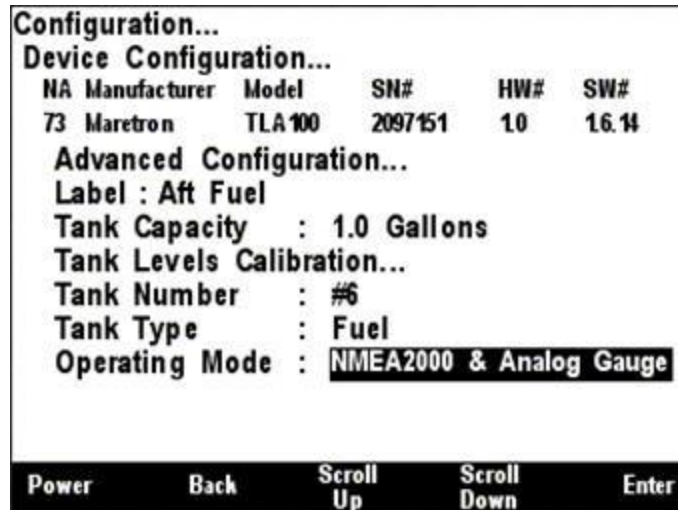 Configuration...
Device Configuration...
NA Manufacturer Model SN# HW# SW#
73 Maretron TLA100 2097151 1.0 1.6.14
Advanced Configuration...
Label : Aft Fuel
Tank Capacity : 1.0 Gallons
Tank Levels Calibration...
Tank Number : #6
Tank Type : Fuel
Operating Mode : NMEA2000 & Analog Gauge
Power Back Scroll Up Scroll Down Enter